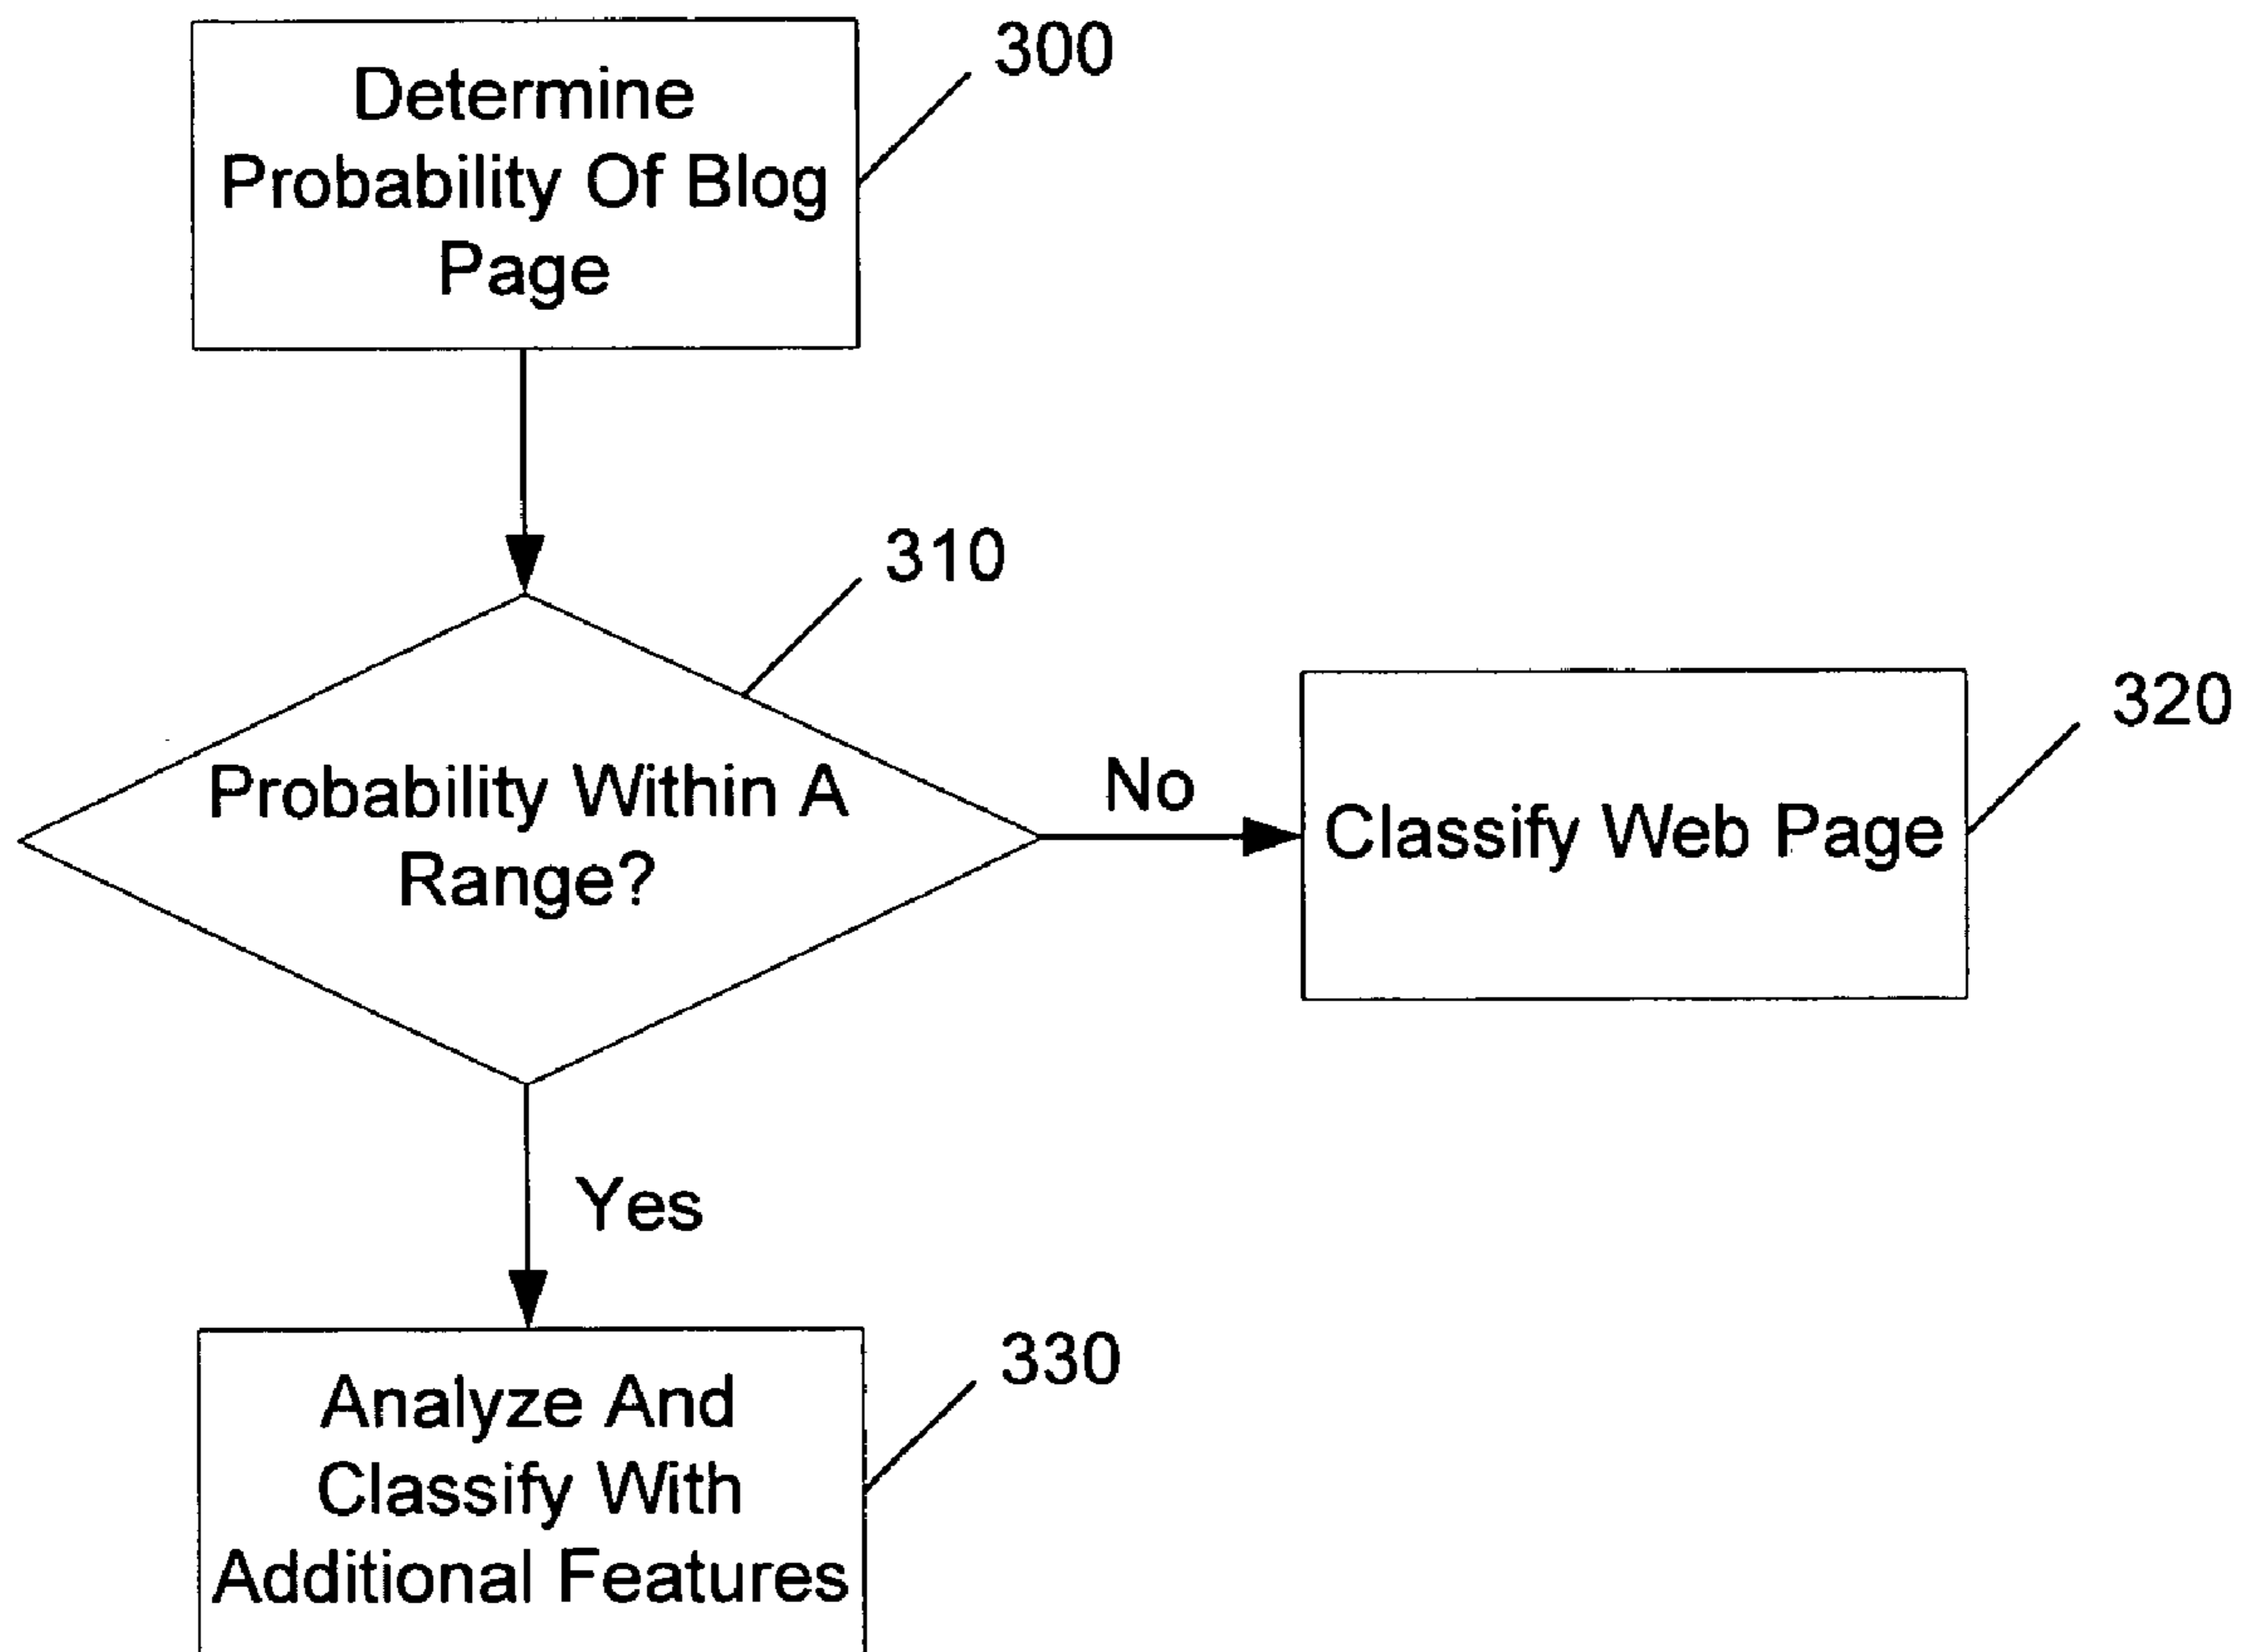 300
Determine
Probability Of Blog
Page
310
Probability Within A
Range?
No
320
Classify Web Page
Yes
330
Analyze And
Classify With
Additional Features